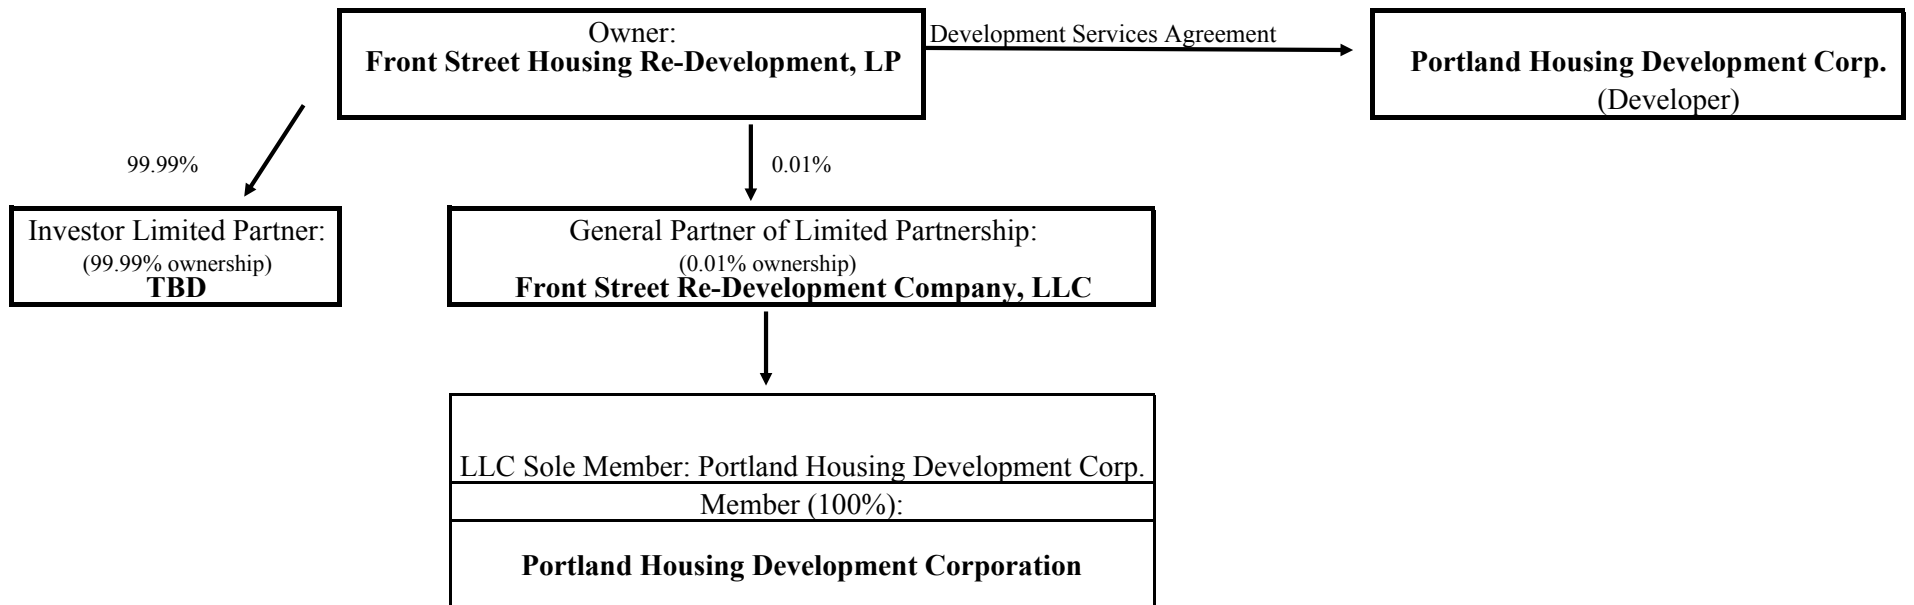 Owner:
Front Street Housing Re-Development, LP
Development Services Agreement
Portland Housing Development Corp.
(Developer)
99.99%
0.01%
Investor Limited Partner:
(99.99% ownership)
TBD
General Partner of Limited Partnership:
(0.01% ownership)
Front Street Re-Development Company, LLC
LLC Sole Member: Portland Housing Development Corp.
Member (100%):
Portland Housing Development Corporation